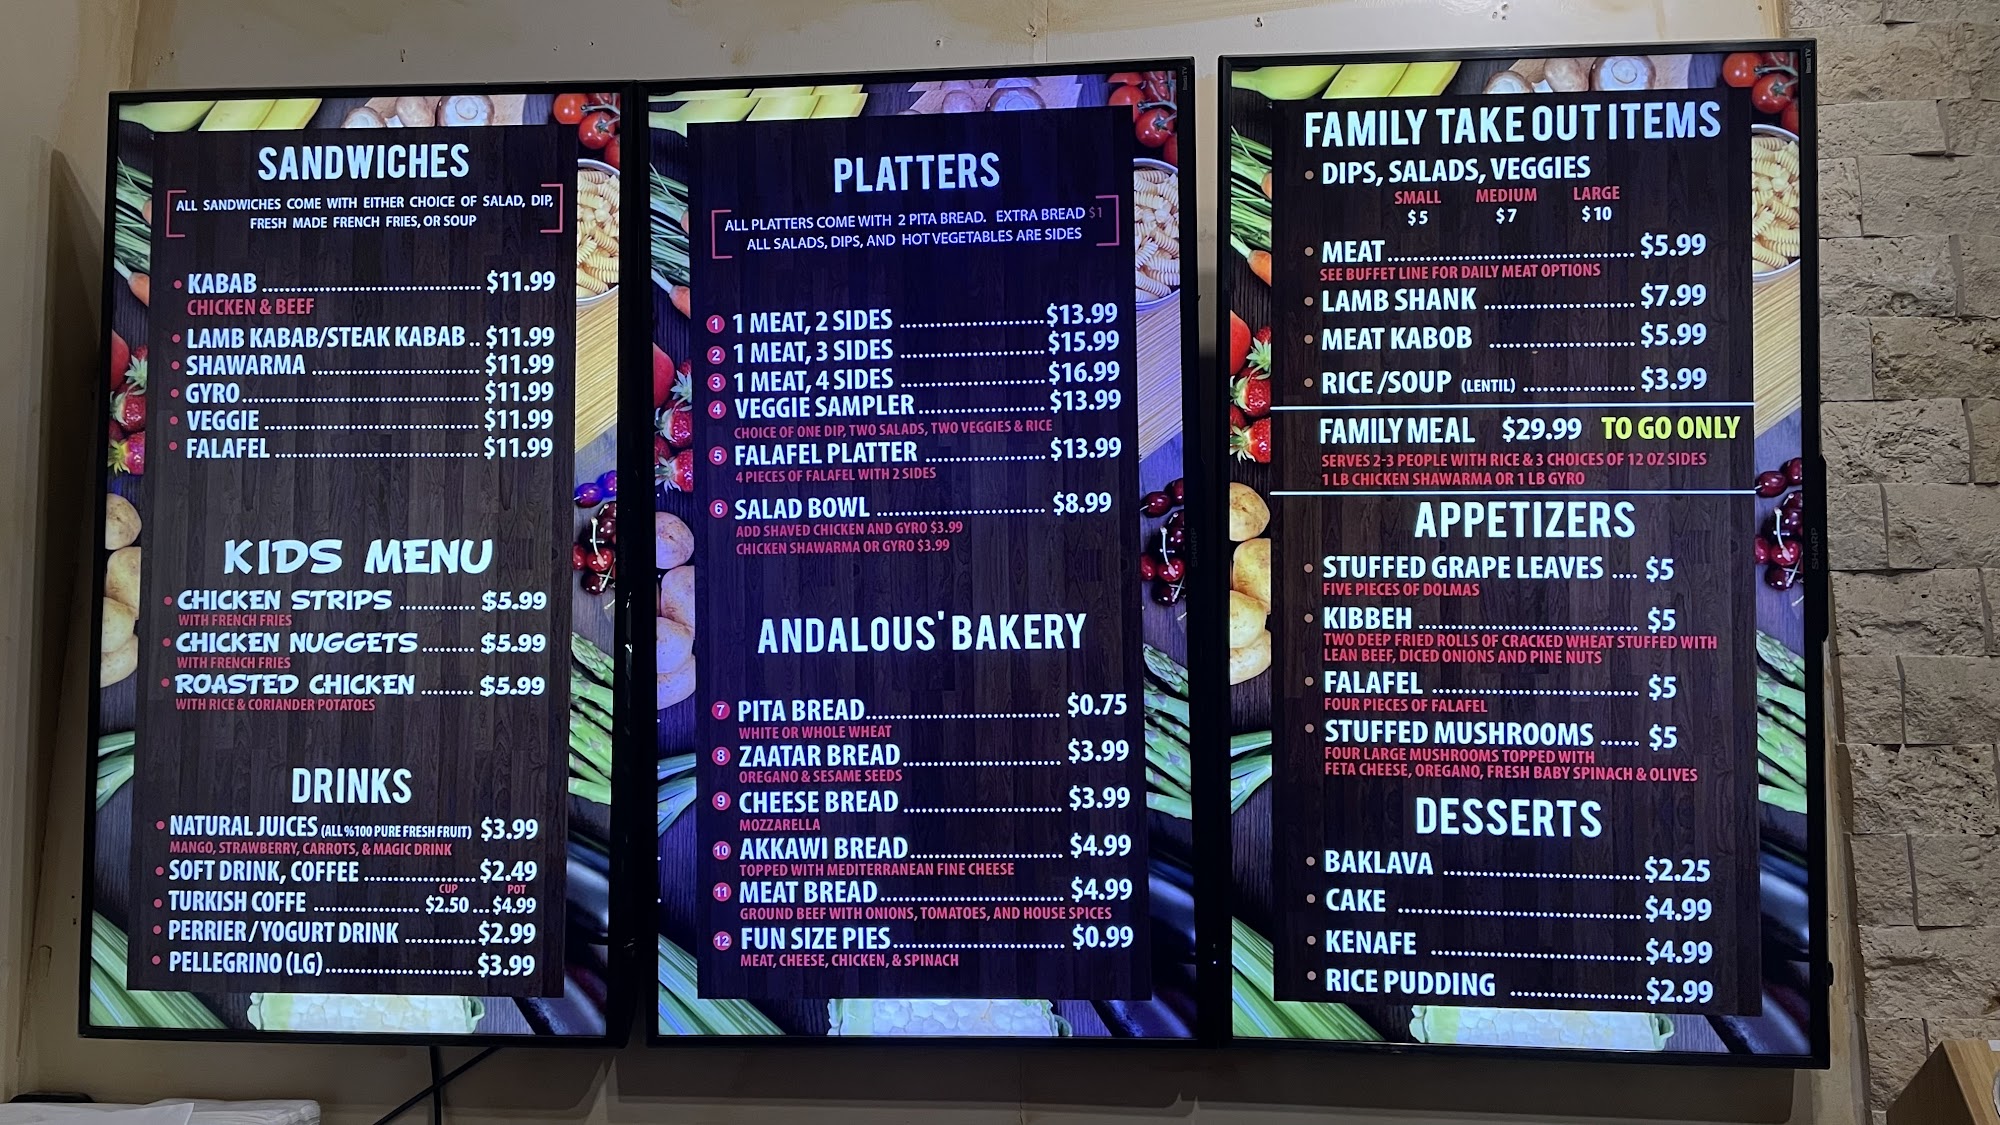 SANDWICHES
ALL SANDWICHES COME WITH EITHER CHOICE OF SALAD, DIP,
FRESH MADE FRENCH FRIES, OR SOUP
• KABAB ................................. $11.99
CHICKEN & BEEF
• LAMB KABAB/STEAK KABAB .. $11.99
• SHAWARMA ......................... $11.99
• GYRO................................... $11.99
• VEGGIE ................................ $11.99
• FALAFEL .............................. $11.99
KIDS MENU
• CHICKEN STRIPS ............ $5.99
WITH FRENCH FRIES
• CHICKEN NUGGETS ........ $5.99
WITH FRENCH FRIES
• ROASTED CHICKEN ........ $5.99
WITH RICE & CORIANDER POTATOES
DRINKS
• NATURAL JUICES (ALL %100 PURE FRESH FRUIT) $3.99
MANGO, STRAWBERRY, CARROTS, & MAGIC DRINK
• SOFT DRINK, COFFEE ................. $2.49
CUP POT
• TURKISH COFFE ................ $2.50 ... $4.99
• PERRIER / YOGURT DRINK ........... $2.99
• PELLEGRINO (LG)....................... $3.99
PLATTERS
ALL PLATTERS COME WITH 2 PITA BREAD. EXTRA BREAD $1
ALL SALADS, DIPS, AND HOT VEGETABLES ARE SIDES
1 1 MEAT, 2 SIDES ......................$13.99
2 1 MEAT, 3 SIDES ......................$15.99
3 1 MEAT, 4 SIDES ......................$16.99
4 VEGGIE SAMPLER...................$13.99
CHOICE OF ONE DIP, TWO SALADS, TWO VEGGIES & RICE
5 FALAFEL PLATTER ..................$13.99
4 PIECES OF FALAFEL WITH 2 SIDES
6 SALAD BOWL .......................... $8.99
ADD SHAVED CHICKEN AND GYRO $3.99
CHICKEN SHAWARMA OR GYRO $3.99
ANDALOUS' BAKERY
7 PITA BREAD............................. $0.75
WHITE OR WHOLE WHEAT
8 ZAATAR BREAD....................... $3.99
OREGANO & SESAME SEEDS
9 CHEESE BREAD ....................... $3.99
MOZZARELLA
10 AKKAWI BREAD...................... $4.99
TOPPED WITH MEDITERRANEAN FINE CHEESE
11 MEAT BREAD.......................... $4.99
GROUND BEEF WITH ONIONS, TOMATOES, AND HOUSE SPICES
12 FUN SIZE PIES......................... $0.99
MEAT, CHEESE, CHICKEN, & SPINACH
SHARP
FAMILY TAKE OUT ITEMS
• DIPS, SALADS, VEGGIES
SMALL MEDIUM LARGE
$5 $7 $10
• MEAT.................................... $5.99
SEE BUFFET LINE FOR DAILY MEAT OPTIONS
• LAMB SHANK ...................... $7.99
• MEAT KABOB ..................... $5.99
• RICE /SOUP (LENTIL) ................ $3.99
FAMILY MEAL $29.99 TO GO ONLY
SERVES 2-3 PEOPLE WITH RICE & 3 CHOICES OF 12 OZ SIDES
1 LB CHICKEN SHAWARMA OR 1 LB GYRO
APPETIZERS
• STUFFED GRAPE LEAVES .... $5
FIVE PIECES OF DOLMAS
• KIBBEH ................................. $5
TWO DEEP FRIED ROLLS OF CRACKED WHEAT STUFFED WITH
LEAN BEEF, DICED ONIONS AND PINE NUTS
• FALAFEL ............................... $5
FOUR PIECES OF FALAFEL
• STUFFED MUSHROOMS ...... $5
FOUR LARGE MUSHROOMS TOPPED WITH
FETA CHEESE, OREGANO, FRESH BABY SPINACH & OLIVES
DESSERTS
• BAKLAVA .............................. $2.25
• CAKE ..................................... $4.99
• KENAFE ................................ $4.99
• RICE PUDDING .................... $2.99
SHARP